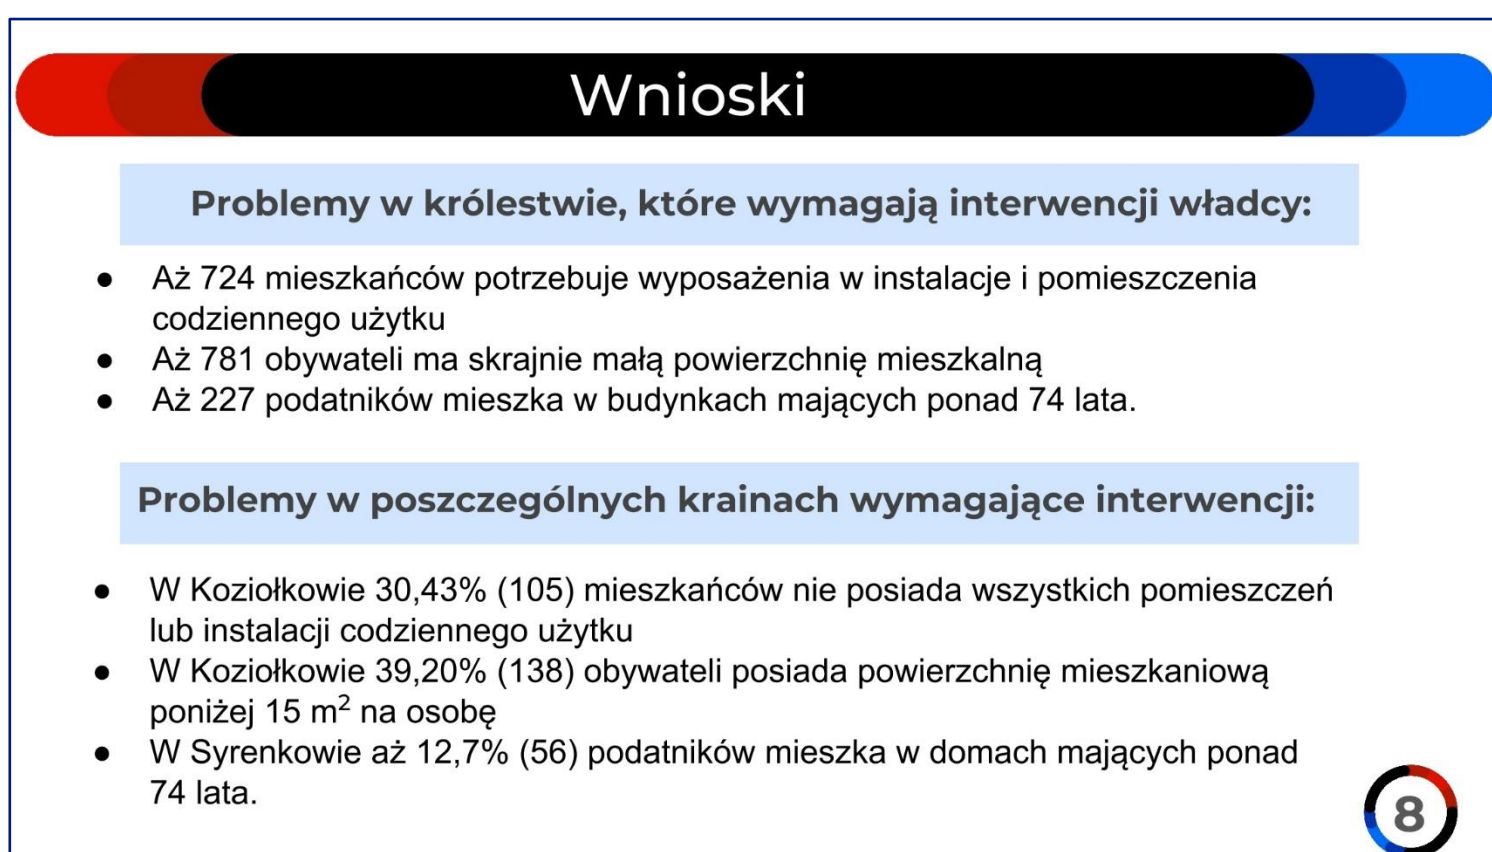 Wnioski
Problemy w królestwie, które wymagają interwencji władcy:
● Aż 724 mieszkańców potrzebuje wyposażenia w instalacje i pomieszczenia
codziennego użytku
● Aż 781 obywateli ma skrajnie małą powierzchnię mieszkalną
● Aż 227 podatników mieszka w budynkach mających ponad 74 lata.
Problemy w poszczególnych krainach wymagające interwencji:
● W Koziołkowie 30,43% (105) mieszkańców nie posiada wszystkich pomieszczeń
lub instalacji codziennego użytku
● W Koziołkowie 39,20% (138) obywateli posiada powierzchnię mieszkaniową
poniżej 15 m² na osobę
● W Syrenkowie aż 12,7% (56) podatników mieszka w domach mających ponad
74 lata.
8